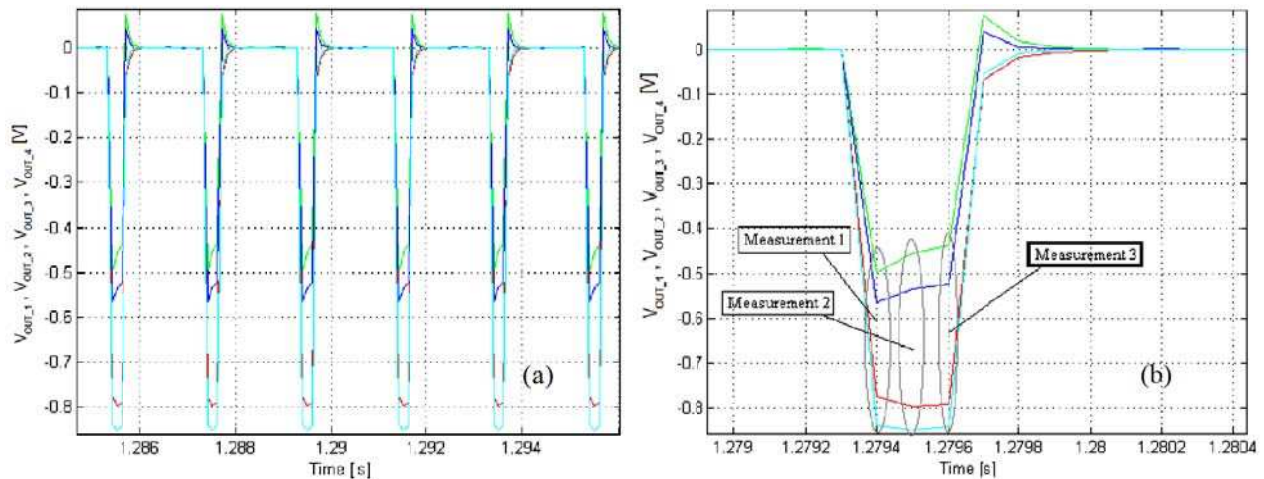 V_OUT_1 , V_OUT_2 , V_OUT_3 , V_OUT_4 [V]
0
-0.1
-0.2
-0.3
-0.4
-0.5
-0.6
-0.7
-0.8
(a)
1.286 1.288 1.29 1.292 1.294
Time [s]
V_OUT_1 , V_OUT_2 , V_OUT_3 , V_OUT_4 [V]
0
-0.1
-0.2
-0.3
-0.4
-0.5
-0.6
-0.7
-0.8
Measurement 1
Measurement 2
Measurement 3
(b)
1.279 1.2792 1.2794 1.2796 1.2798 1.28 1.2802 1.2804
Time [s]